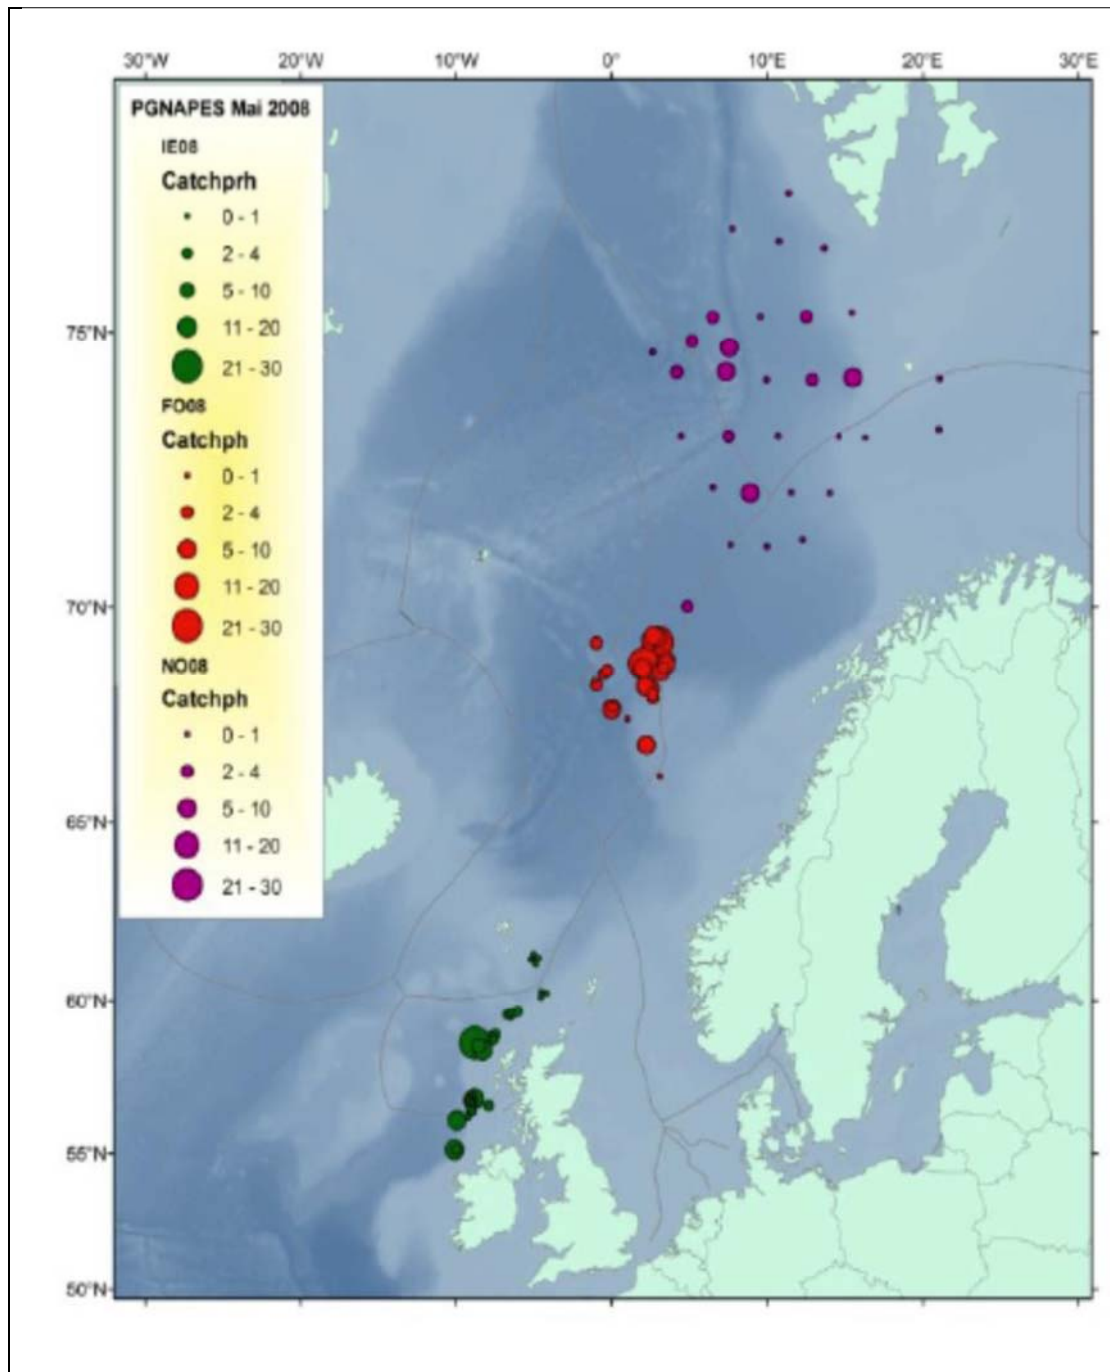 30°W 20°W 10°W 0° 10°E 20°E 30°E
PGNAPES Mai 2008
IE08
Catchprh
0 - 1
2 - 4
5 - 10
11 - 20
21 - 30
FO08
Catchph
0 - 1
2 - 4
5 - 10
11 - 20
21 - 30
NO08
Catchph
0 - 1
2 - 4
5 - 10
11 - 20
21 - 30
75°N
70°N
65°N
60°N
55°N
50°N